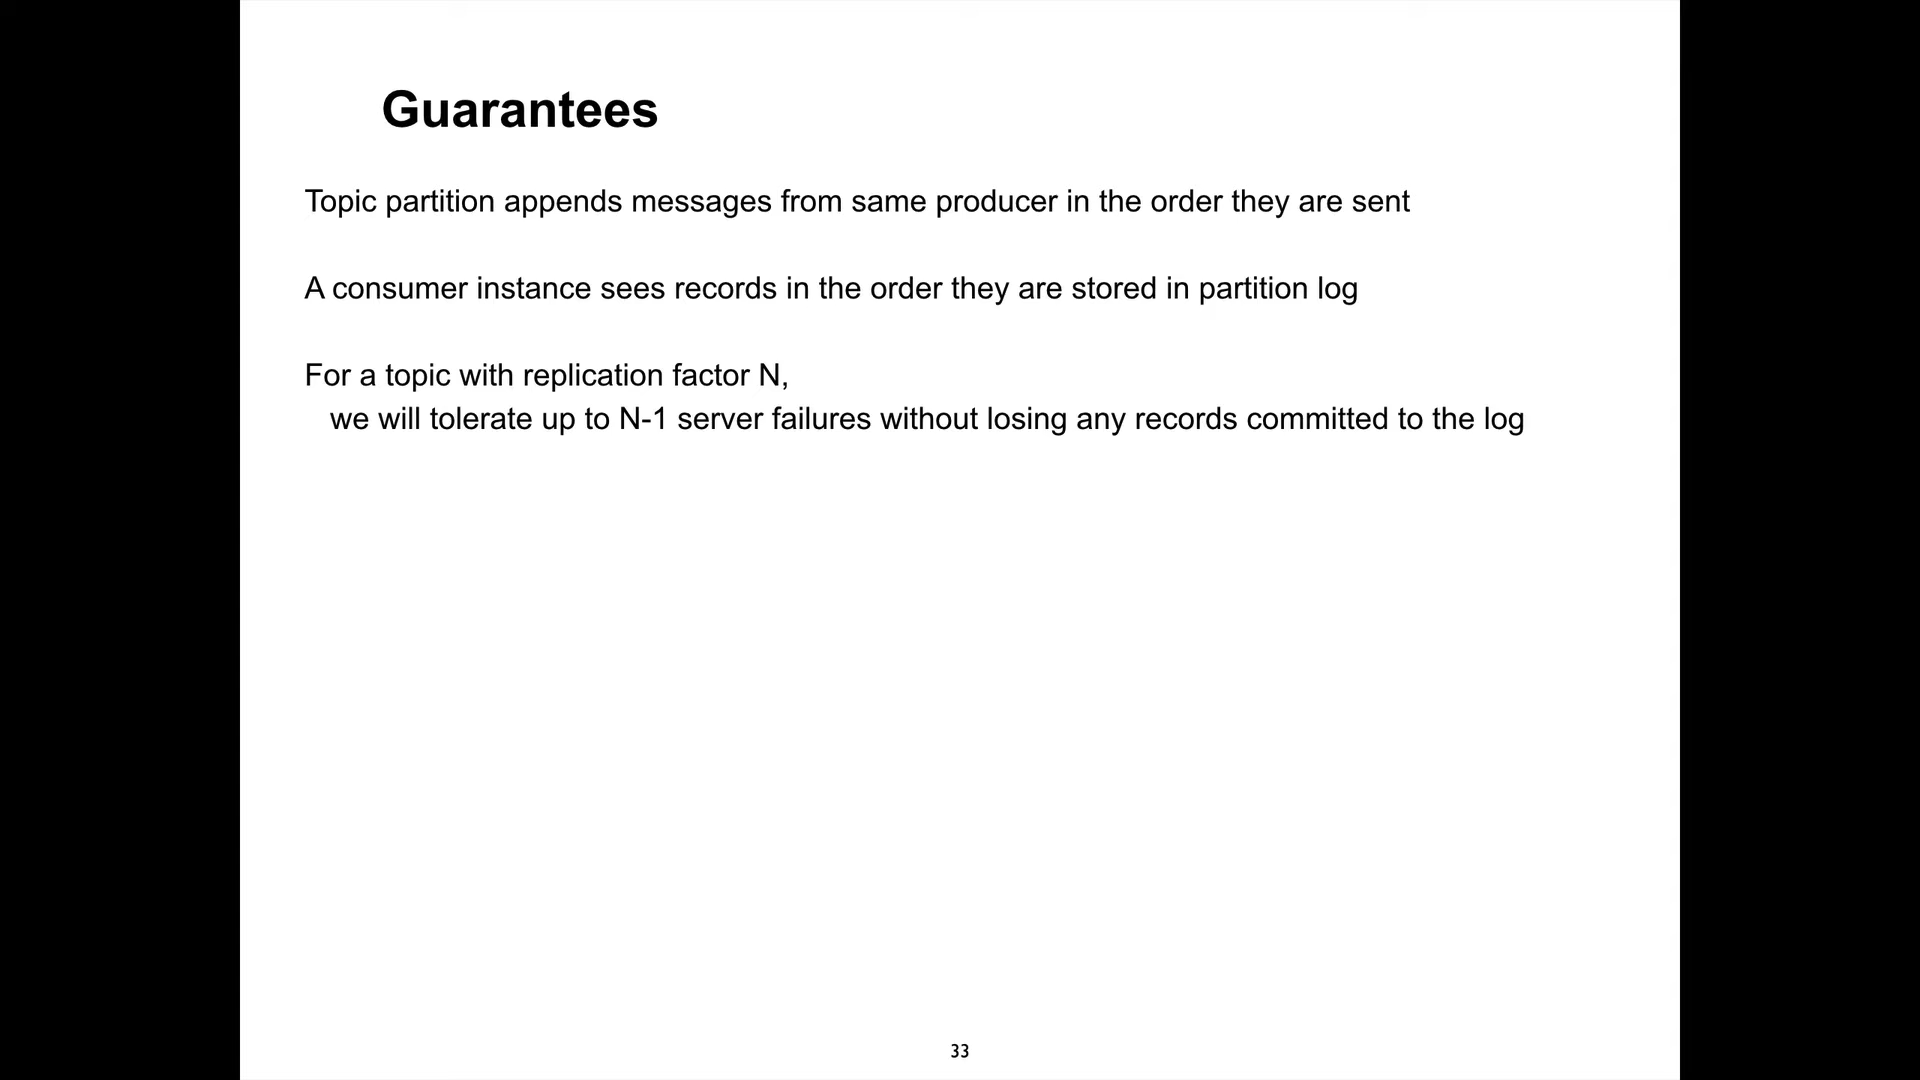 Guarantees
Topic partition appends messages from same producer in the order they are sent
A consumer instance sees records in the order they are stored in partition log
For a topic with replication factor N,
we will tolerate up to N-1 server failures without losing any records committed to the log
33